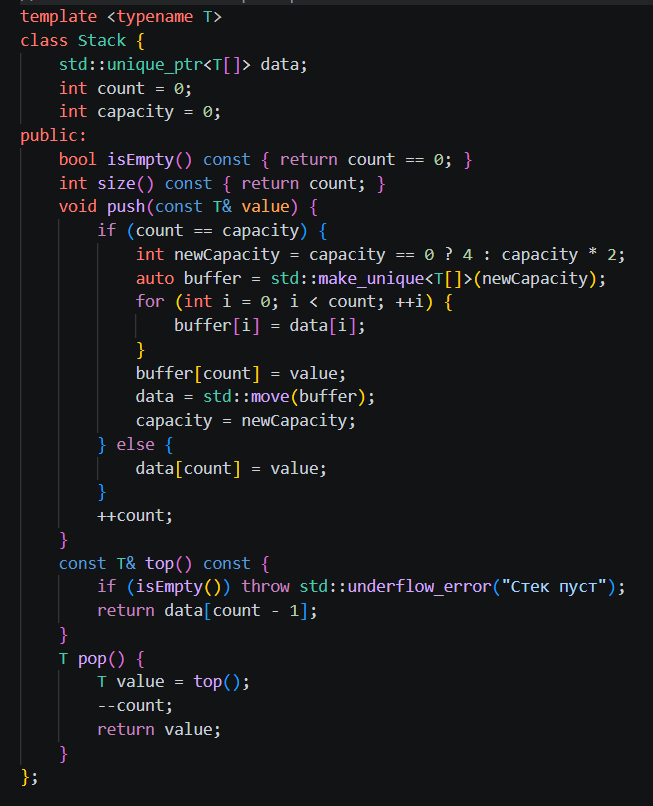 template <typename T>
class Stack {
    std::unique_ptr<T[]> data;
    int count = 0;
    int capacity = 0;
public:
    bool isEmpty() const { return count == 0; }
    int size() const { return count; }
    void push(const T& value) {
        if (count == capacity) {
            int newCapacity = capacity == 0 ? 4 : capacity * 2;
            auto buffer = std::make_unique<T[]>(newCapacity);
            for (int i = 0; i < count; ++i) {
                buffer[i] = data[i];
            }
            buffer[count] = value;
            data = std::move(buffer);
            capacity = newCapacity;
        } else {
            data[count] = value;
        }
        ++count;
    }
    const T& top() const {
        if (isEmpty()) throw std::underflow_error("Стек пуст");
        return data[count - 1];
    }
    T pop() {
        T value = top();
        --count;
        return value;
    }
};